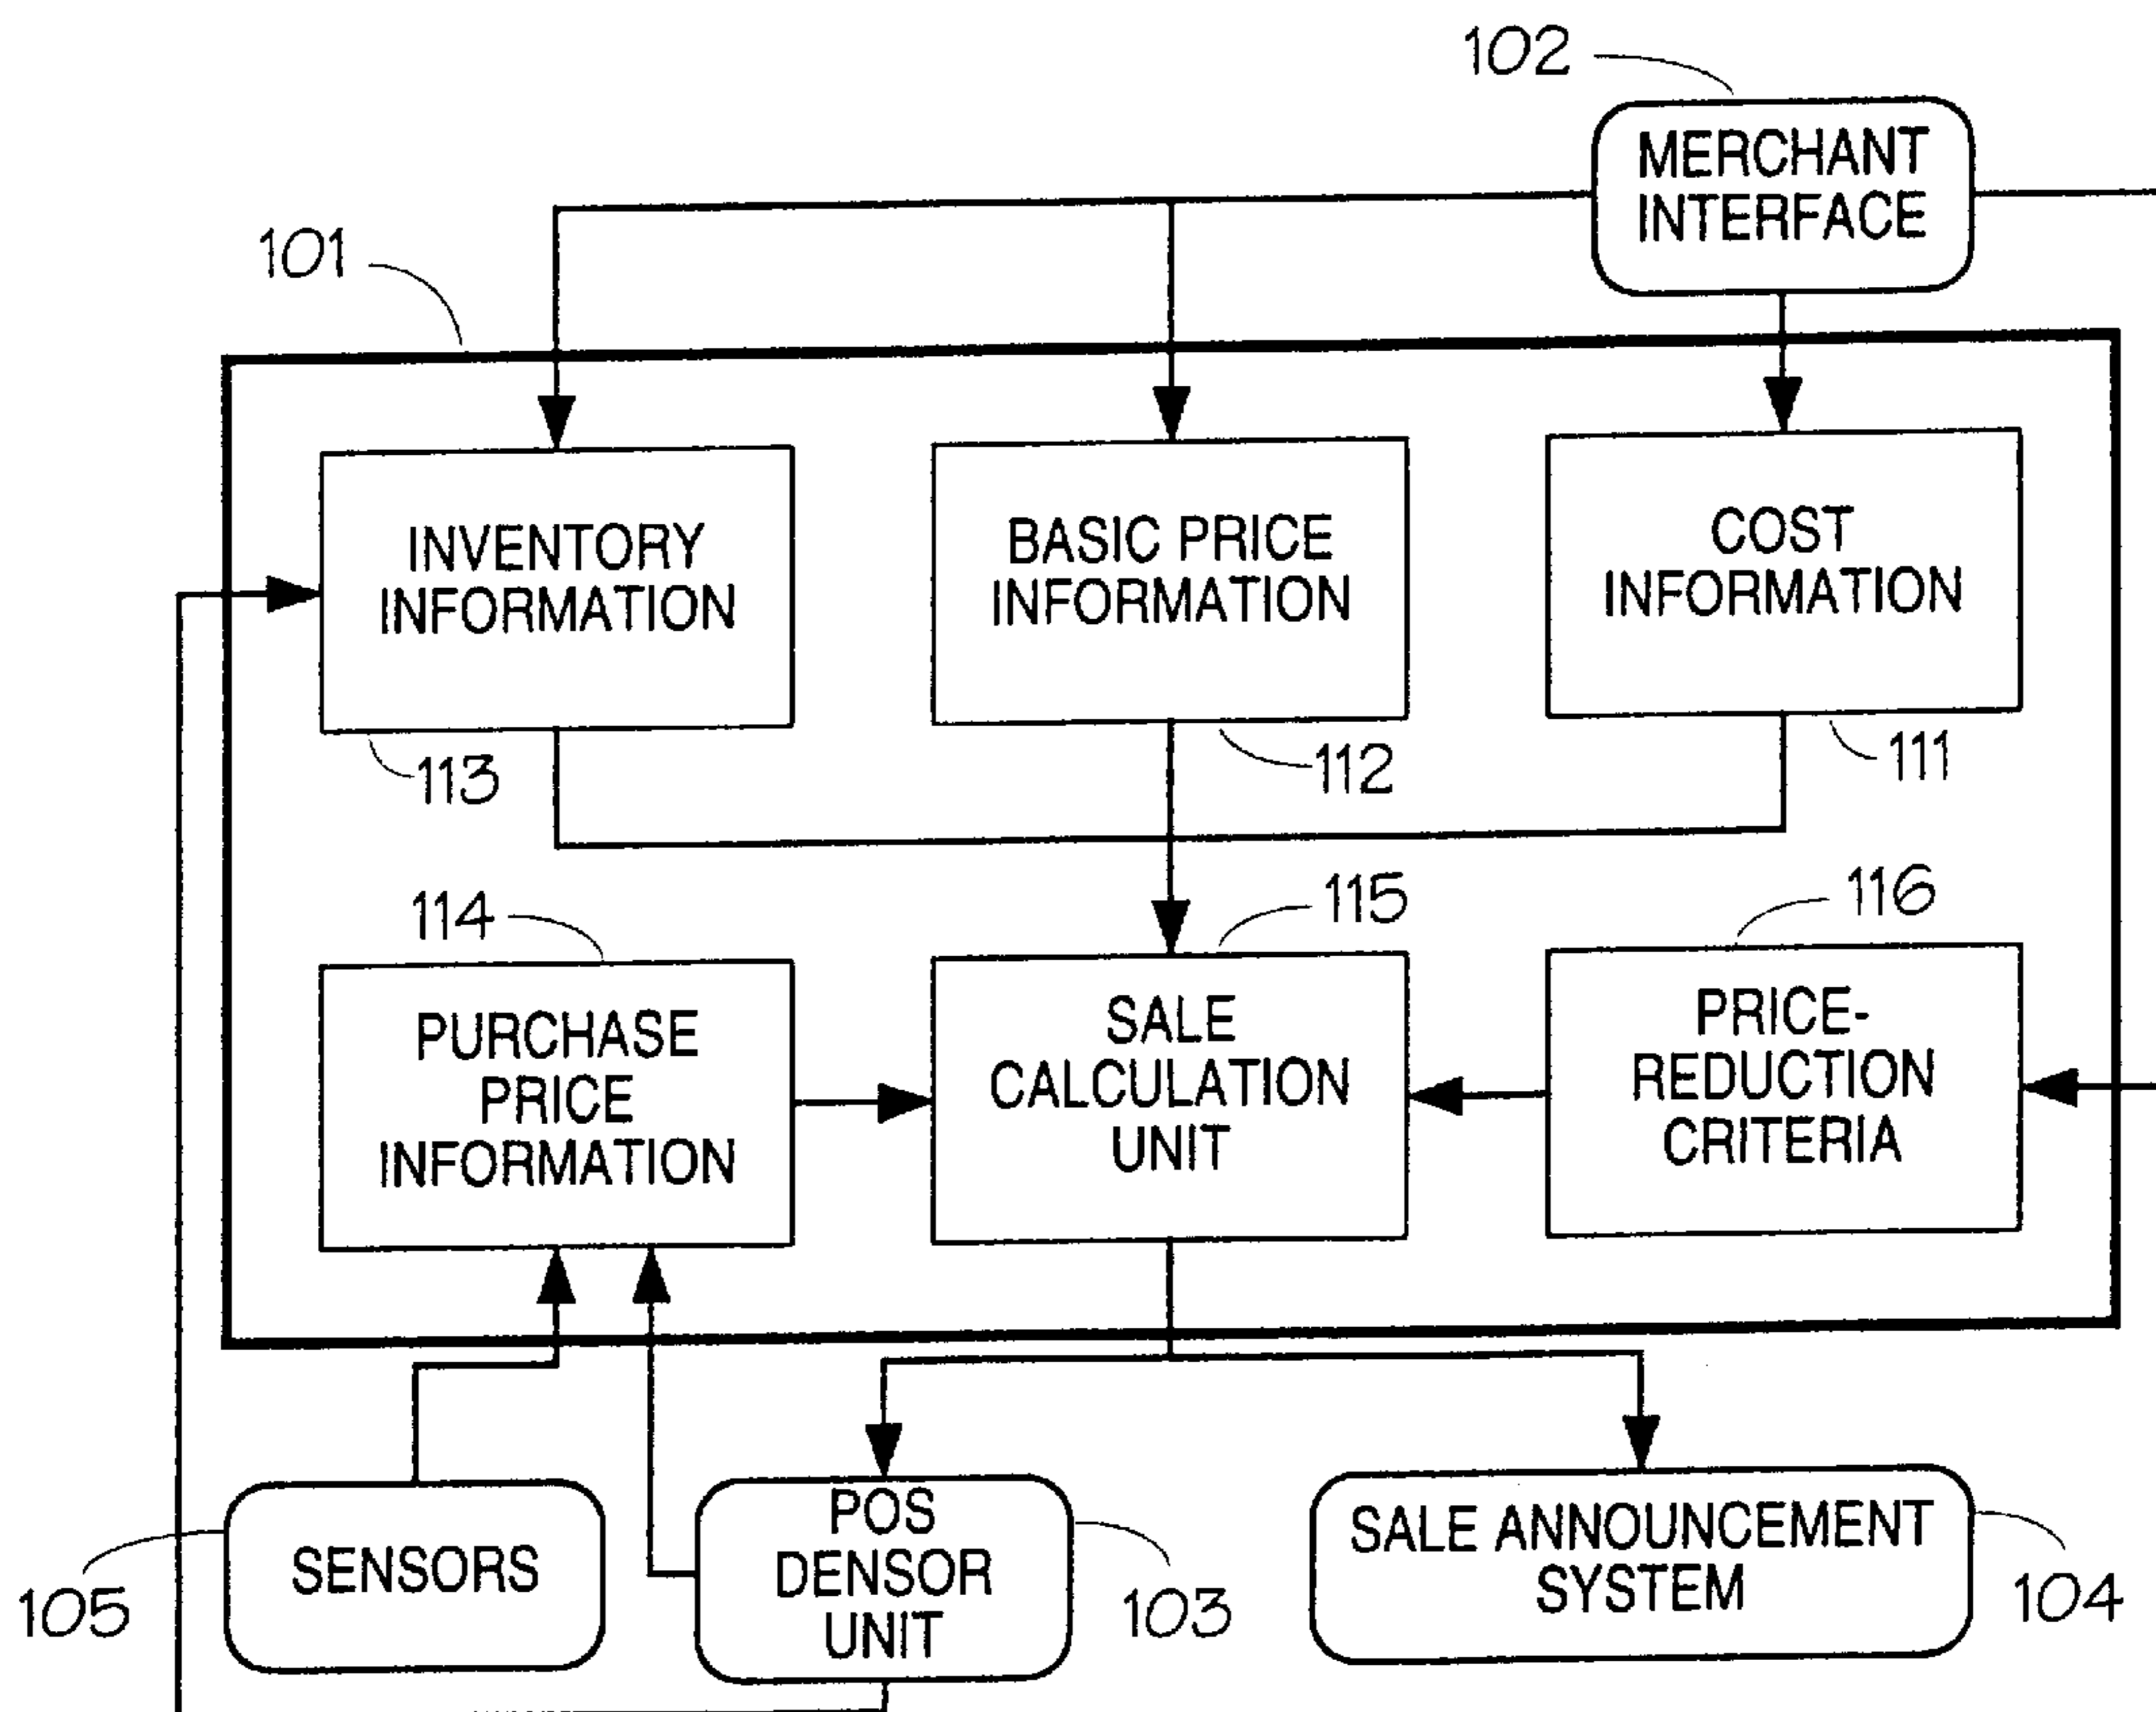 102
MERCHANT
INTERFACE
101
INVENTORY
INFORMATION
BASIC PRICE
INFORMATION
COST
INFORMATION
113
112
111
114
115
116
PURCHASE
PRICE
INFORMATION
SALE
CALCULATION
UNIT
PRICE-
REDUCTION
CRITERIA
SENSORS
POS
DENSOR
UNIT
SALE ANNOUNCEMENT
SYSTEM
105
103
104